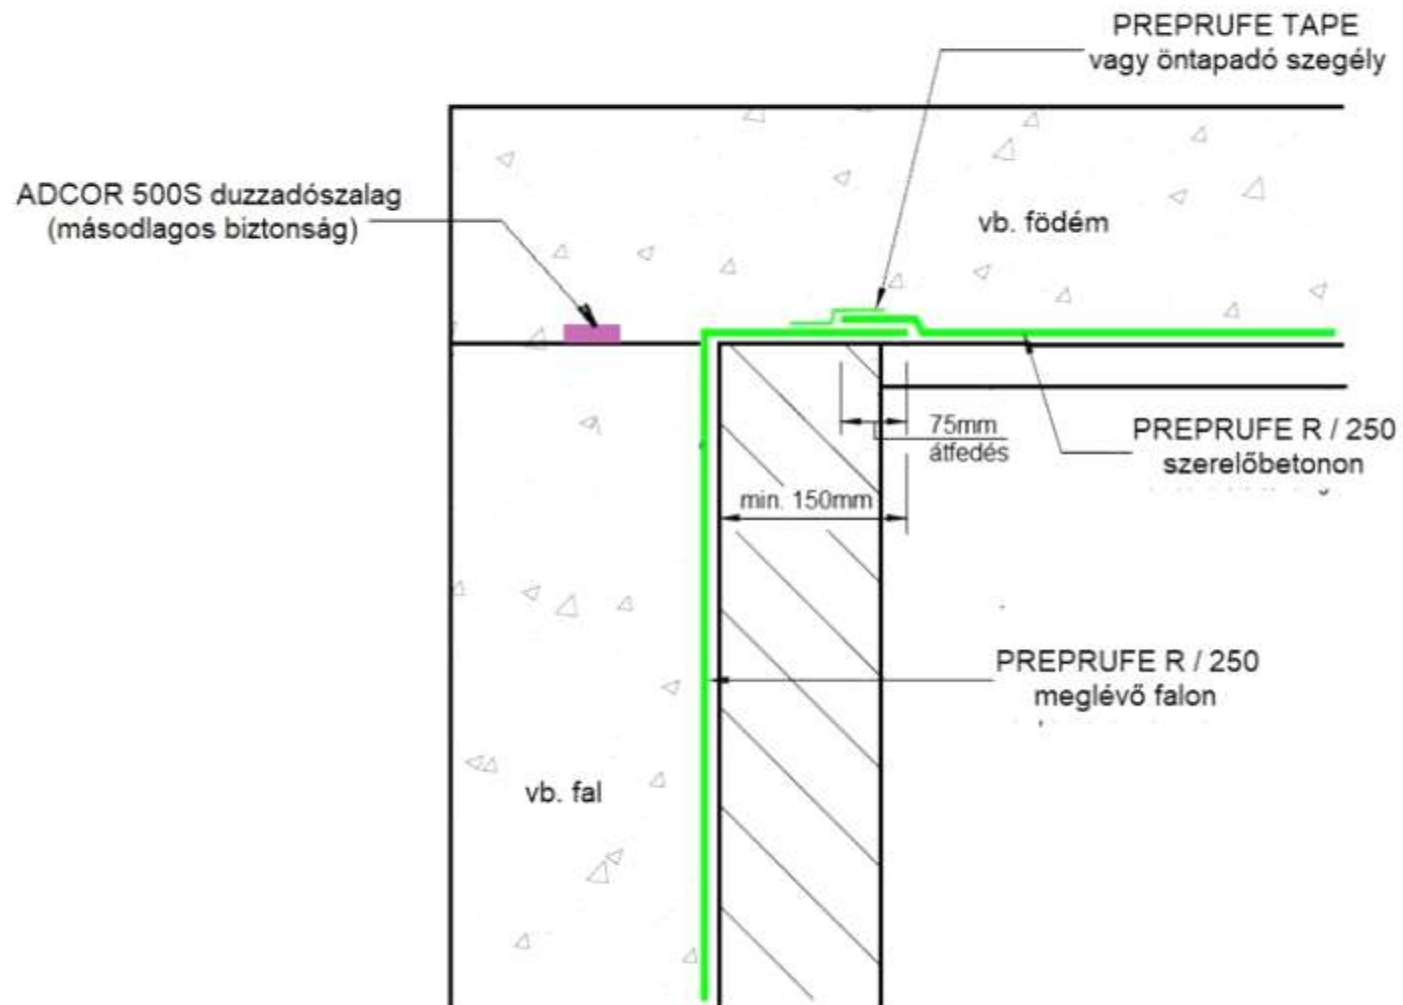 PREPRUFE TAPE
vagy öntapadó szegély
ADCOR 500S duzzadószalag
(másodlagos biztonság)
vb. födém
75mm
átfedés
PREPRUFE R / 250
szerelőbetonon
min. 150mm
PREPRUFE R / 250
meglévő falon
vb. fal